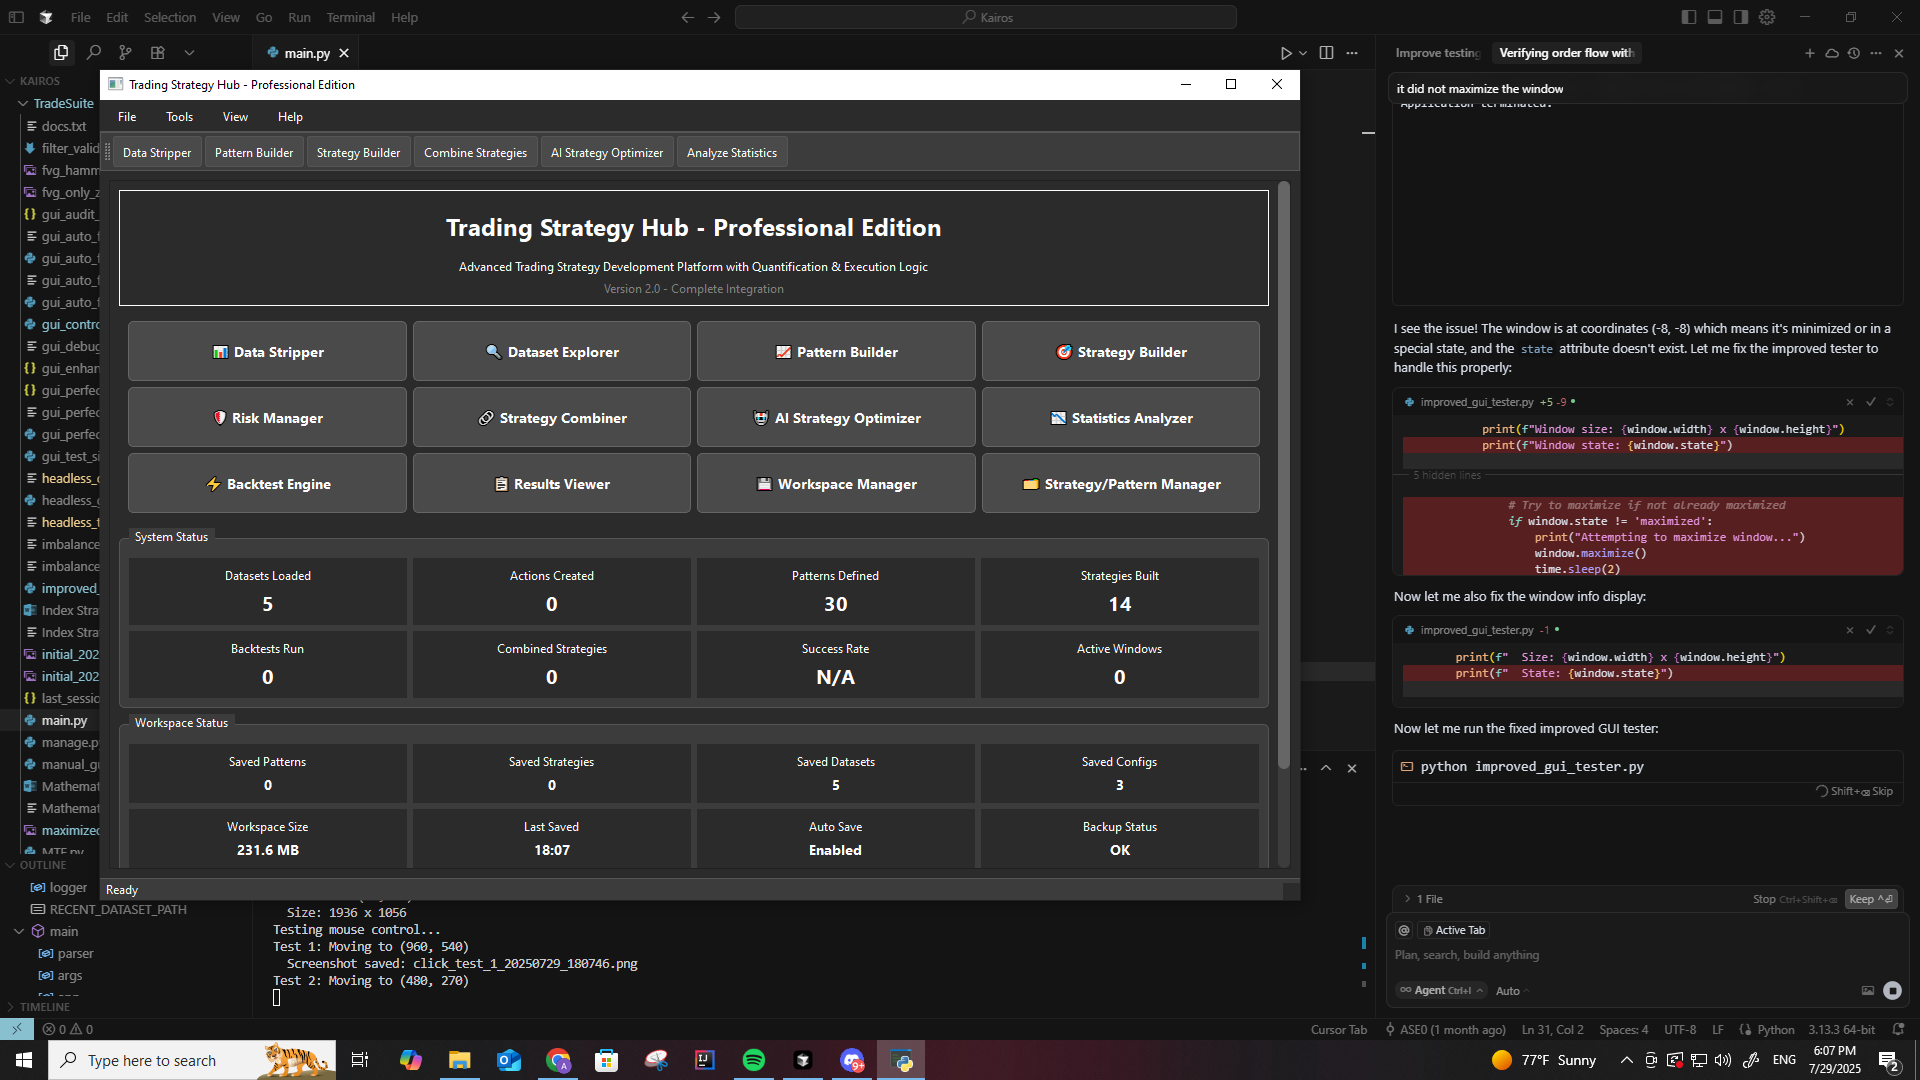 File Edit Selection View Go Run Terminal Help
Kairos
main.py
Improve testing
Verifying order flow with
KAIROS
TradeSuite
docs.txt
filter_valid
fvg_hamm
fvg_only_z
gui_audit_
gui_auto_f
gui_auto_f
gui_auto_f
gui_auto_f
gui_contro
gui_debug
gui_enhan
gui_perfec
gui_perfec
gui_perfec
gui_test_si
headless_
headless_g
headless_t
imbalance
imbalance
improved_
Index Stra
Index Stra
initial_202
initial_202
last_sessio
main.py
manage.p
manual_gu
Mathemat
Mathemat
maximized
MTF.py
OUTLINE
logger
RECENT_DATASET_PATH
main
parser
args
TIMELINE
Trading Strategy Hub - Professional Edition
File Tools View Help
Data Stripper Pattern Builder Strategy Builder Combine Strategies AI Strategy Optimizer Analyze Statistics
Trading Strategy Hub - Professional Edition
Advanced Trading Strategy Development Platform with Quantification & Execution Logic
Version 2.0 - Complete Integration
Data Stripper Dataset Explorer Pattern Builder Strategy Builder
Risk Manager Strategy Combiner AI Strategy Optimizer Statistics Analyzer
Backtest Engine Results Viewer Workspace Manager Strategy/Pattern Manager
System Status
Datasets Loaded Actions Created Patterns Defined Strategies Built
5 0 30 14
Backtests Run Combined Strategies Success Rate Active Windows
0 0 N/A 0
Workspace Status
Saved Patterns Saved Strategies Saved Datasets Saved Configs
0 0 5 3
Workspace Size Last Saved Auto Save Backup Status
231.6 MB 18:07 Enabled OK
Ready
Size: 1936 x 1056
Testing mouse control...
Test 1: Moving to (960, 540)
Screenshot saved: click_test_1_20250729_180746.png
Test 2: Moving to (480, 270)
it did not maximize the window
Application terminated.
I see the issue! The window is at coordinates (-8, -8) which means it's minimized or in a
special state, and the state attribute doesn't exist. Let me fix the improved tester to
handle this properly:
improved_gui_tester.py +5 -9
print(f"Window size: {window.width} x {window.height}")
print(f"Window state: {window.state}")
5 hidden lines
# Try to maximize if not already maximized
if window.state != 'maximized':
print("Attempting to maximize window...")
window.maximize()
time.sleep(2)
Now let me also fix the window info display:
improved_gui_tester.py -1
print(f"  Size: {window.width} x {window.height}")
print(f"  State: {window.state}")
Now let me run the fixed improved GUI tester:
python improved_gui_tester.py
Shift+ Skip
1 File
Stop Ctrl+Shift+ Keep ^
@ Active Tab
Plan, search, build anything
Agent Ctrl+I Auto
0 0
Cursor Tab ASE0 (1 month ago) Ln 31, Col 2 Spaces: 4 UTF-8 LF Python 3.13.3 64-bit
Type here to search
9+
77°F Sunny
ENG
6:07 PM
7/29/2025
2